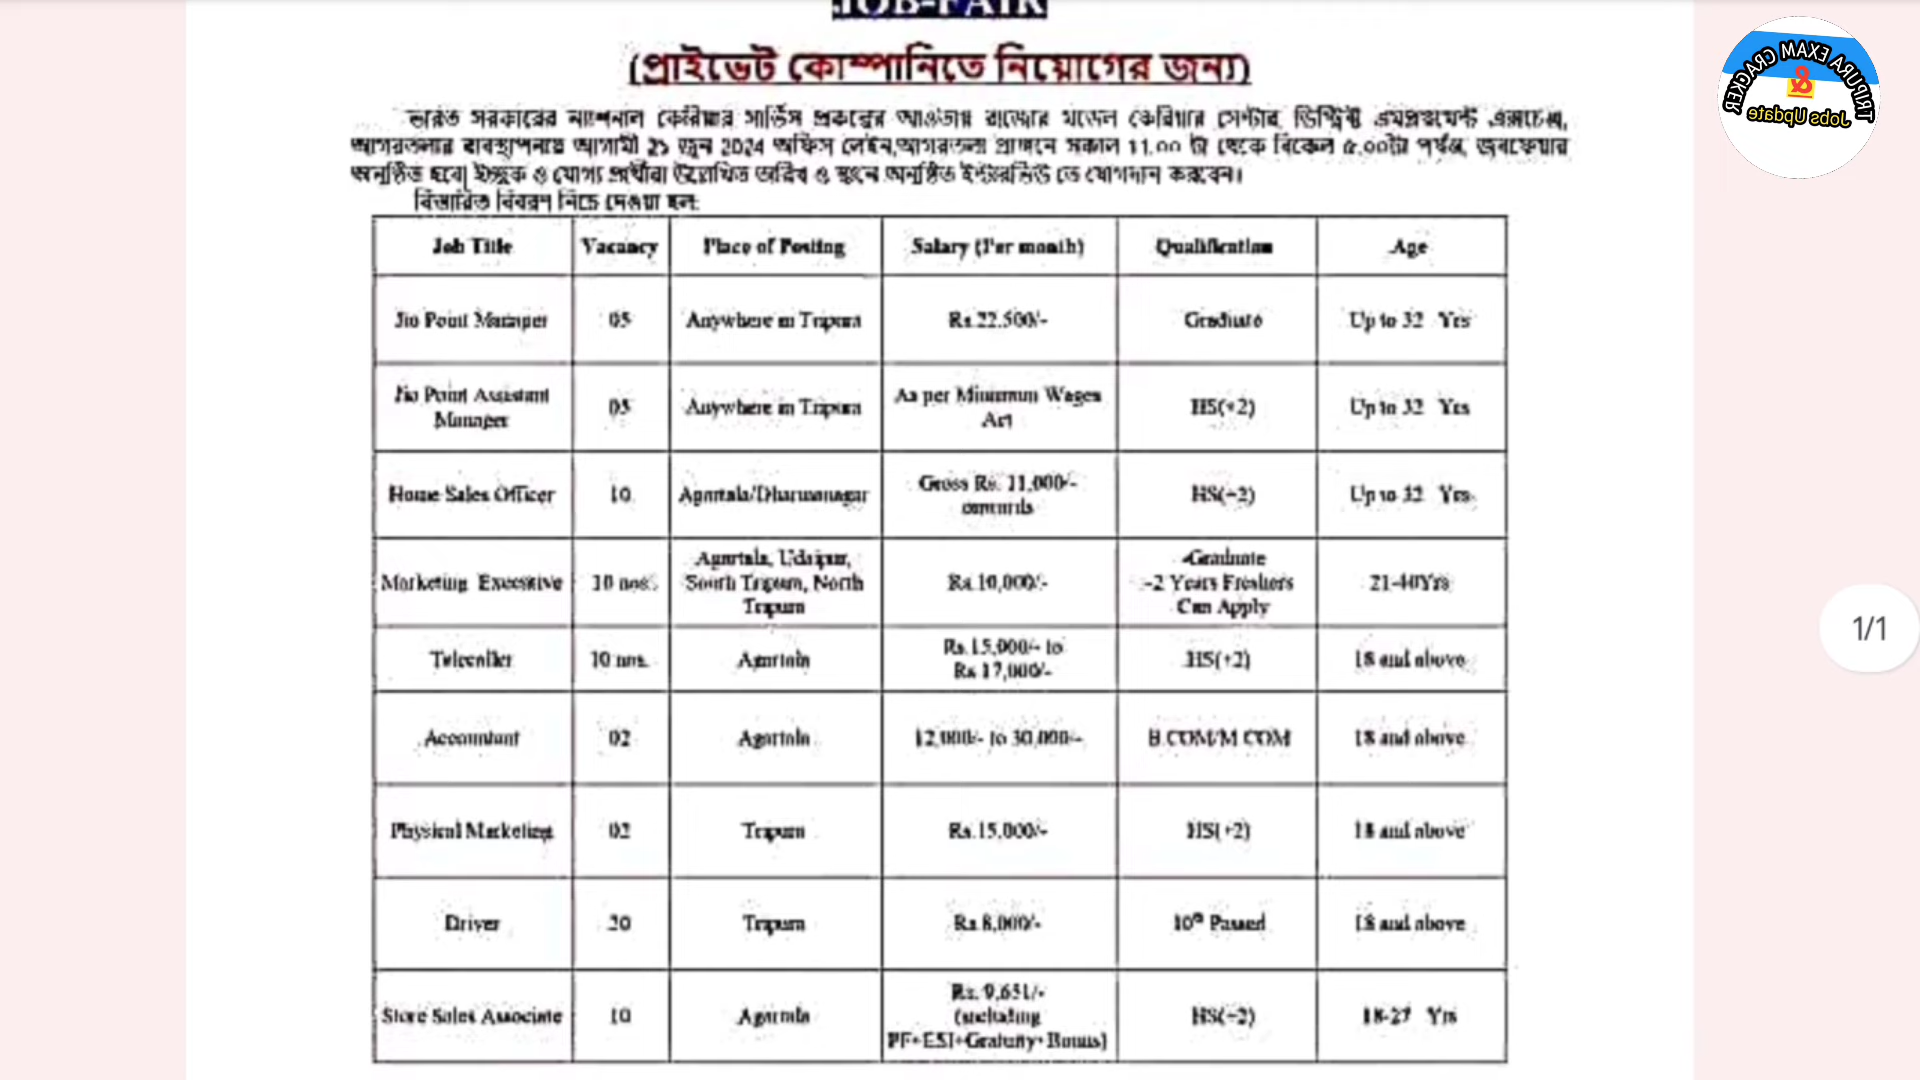 JOB-FAIR
(প্রাইভেট কোম্পানিতে নিয়োগের জন্য)
ভারত সরকারের ন্যাশনাল কেরিয়ার সার্ভিস প্রকল্পের আওতায় রাজ্যের মডেল কেরিয়ার সেন্টার, ডিস্ট্রিক্ট এমপ্লয়মেন্ট এক্সচেঞ্জ,
আগরতলার ব্যবস্থাপনায় আগামী ২১ জুন 2024 অফিস লেইন,আগরতলা প্রাঙ্গনে সকাল 11.00 টা থেকে বিকেল ৫.00টা পর্যন্ত, জবফেয়ার
অনুষ্ঠিত হবে। ইচ্ছুক ও যোগ্য প্রার্থীরা উল্লেখিত তারিখ ও স্থানে অনুষ্ঠিত ইন্টারভিউ তে যোগদান করবেন।
বিস্তারিত বিবরণ নিচে দেওয়া হল:
Job Title Vacancy Place of Posting Salary (Per month) Qualification Age
Jio Point Manager 05 Anywhere in Tripura Rs.22,500/- Graduate Up to 32 Yrs
Jio Point Assistant Manager 05 Anywhere in Tripura As per Minimum Wages Act HS(+2) Up to 32 Yrs
Home Sales Officer 10 Agartala/Dharmanagar Gross Rs. 11,000/- onwards HS(+2) Up to 32 Yrs
Marketing Executive 10 nos. Agartala, Udaipur, South Tripura, North Tripura Rs.10,000/- -Graduate -2 Years Freshers Can Apply 21-40Yrs
Telecaller 10 nos. Agartala Rs.15,000/- to Rs 17,000/- HS(+2) 18 and above
Accountant 02 Agartala 12,000/- to 30,000/- B.COM/M.COM 18 and above
Physical Marketing 02 Tripura Rs.15,000/- HS(+2) 18 and above
Driver 20 Tripura Rs 8,000/- 10th Passed 18 and above
Store Sales Associate 10 Agartala Rs. 9,651/- (including PF+ESI+Gratuity+Bonus) HS(+2) 18-27 Yrs
TRIPURA EXAM CRACKER
&
Jobs Update
1/1